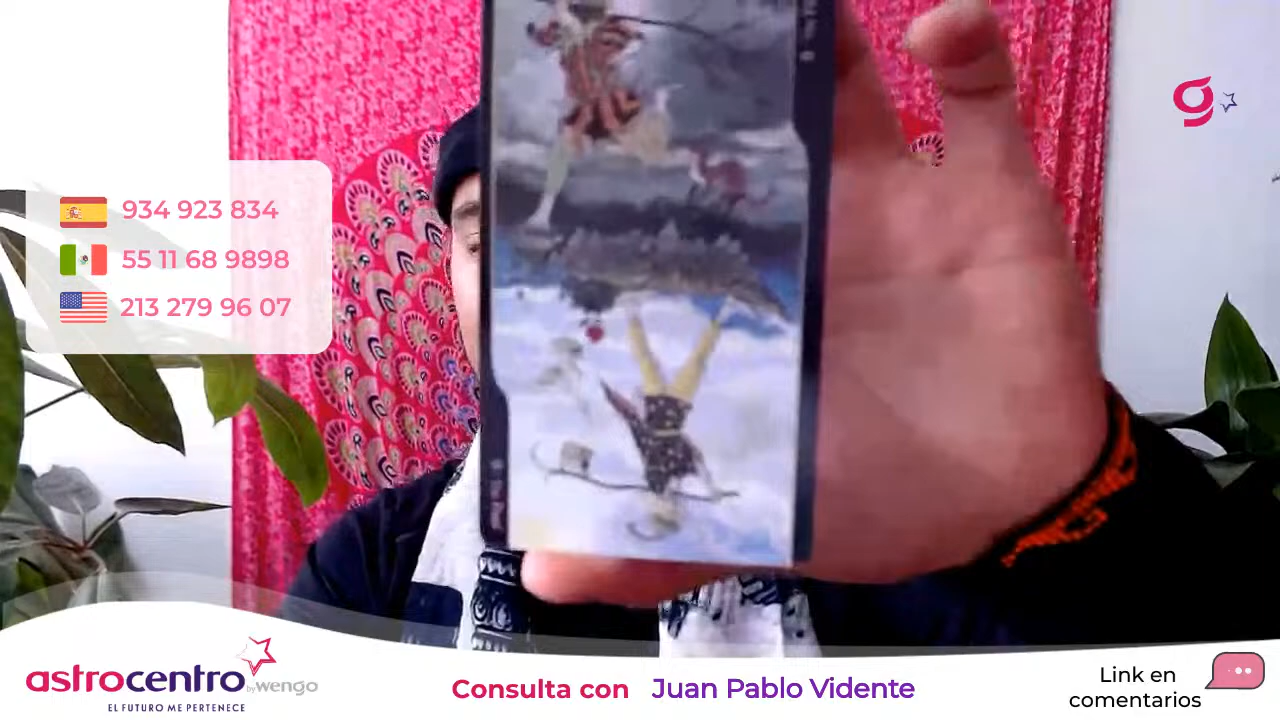 934 923 834
55 11 68 9898
213 279 96 07
astrocentro
by wengo
EL FUTURO ME PERTENECE
Consulta con Juan Pablo Vidente
Link en
comentarios